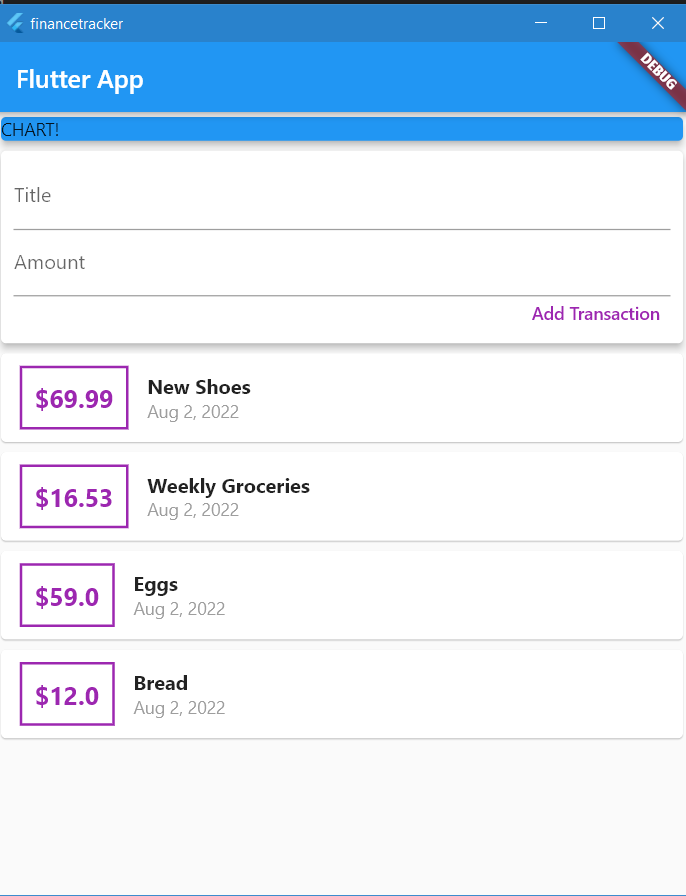 financetracker
Flutter App
DEBUG
CHART!
Title
Amount
Add Transaction
$69.99
New Shoes
Aug 2, 2022
$16.53
Weekly Groceries
Aug 2, 2022
$59.0
Eggs
Aug 2, 2022
$12.0
Bread
Aug 2, 2022